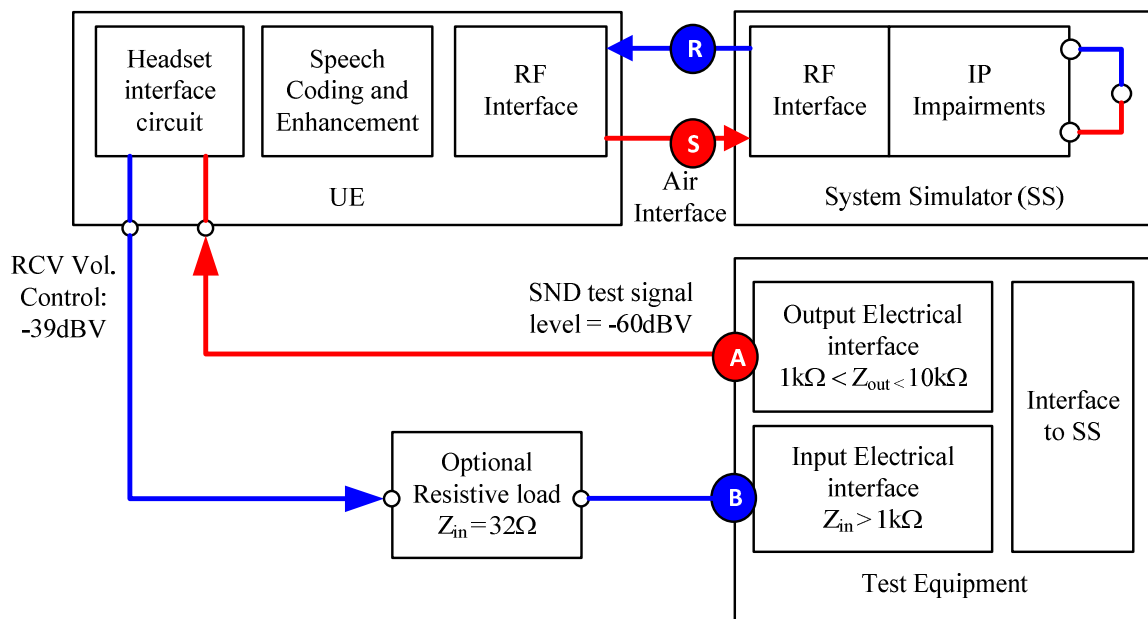 Headset
interface
circuit
Speech
Coding and
Enhancement
RF
Interface
R
S
Air
Interface
RF
Interface
IP
Impairments
UE
System Simulator (SS)
RCV Vol.
Control:
-39dBV
SND test signal
level = -60dBV
A
Output Electrical
interface
1kΩ < Zout < 10kΩ
Interface
to SS
Optional
Resistive load
Zin = 32Ω
B
Input Electrical
interface
Zin > 1kΩ
Test Equipment